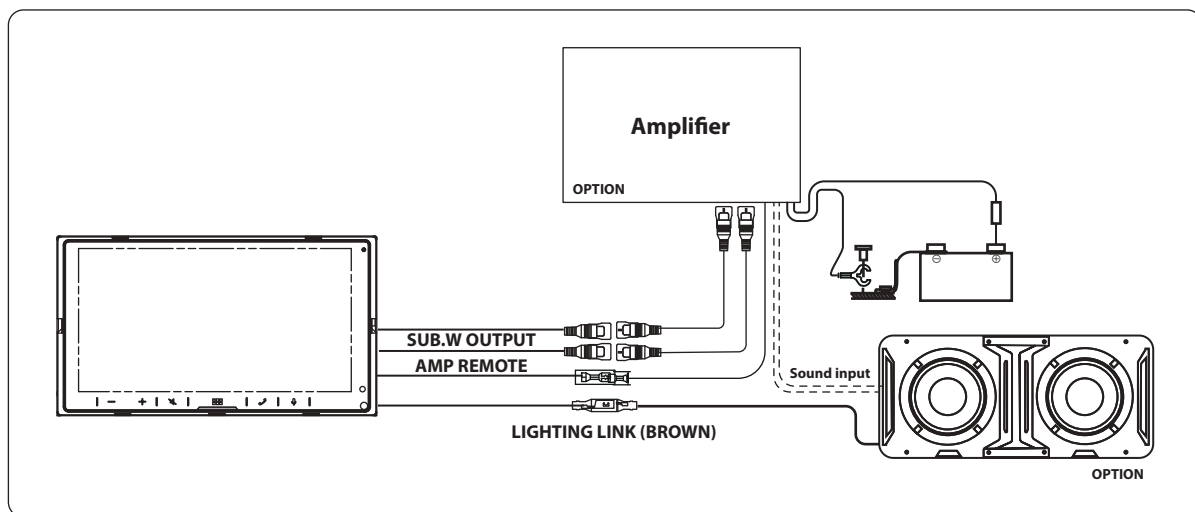 Amplifier
OPTION
SUB.W OUTPUT
AMP REMOTE
Sound input
LIGHTING LINK (BROWN)
OPTION